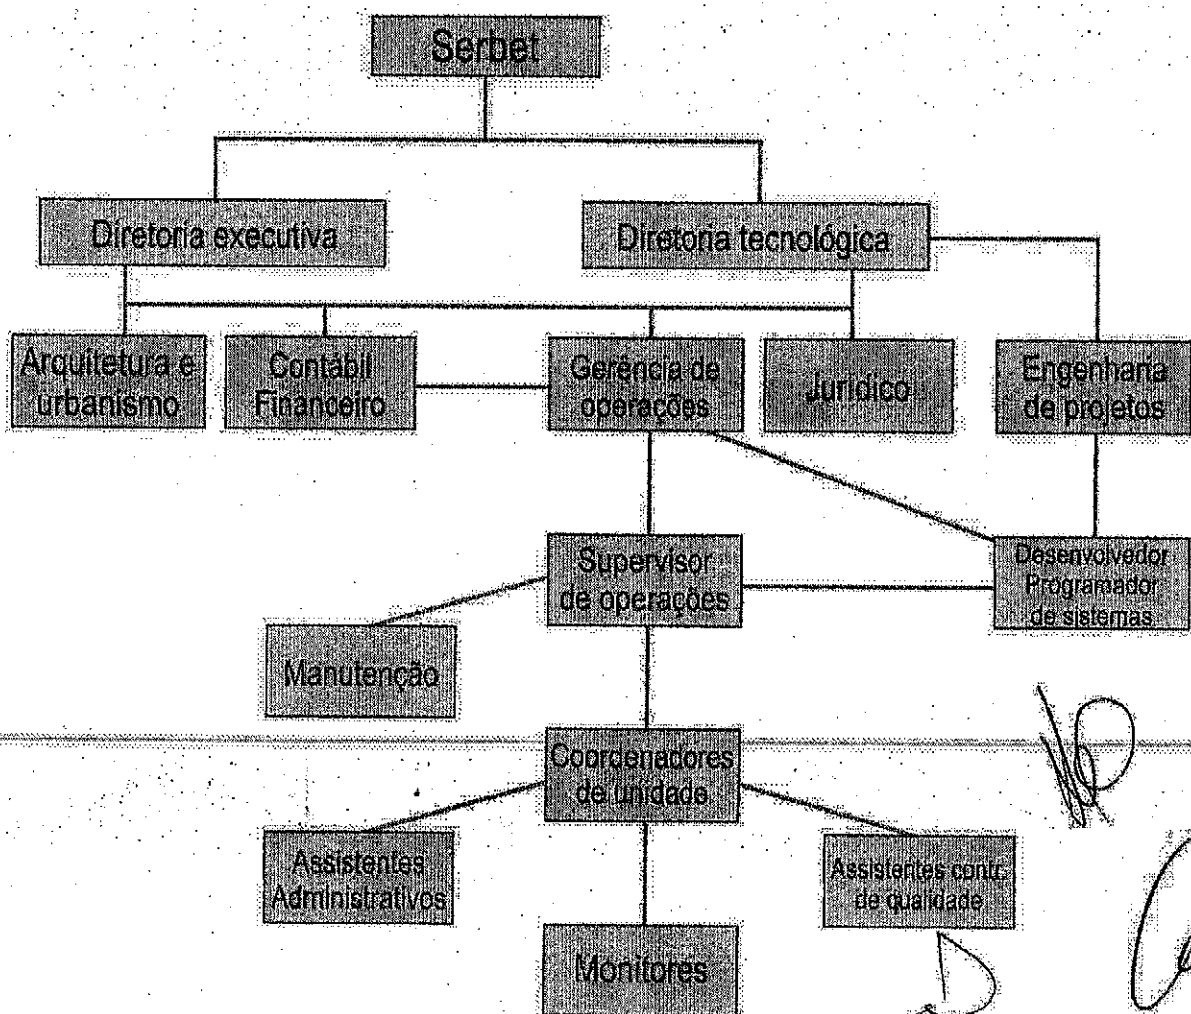 Serbet
Diretoria executiva
Diretoria tecnológica
Arquitetura e
urbanismo
Contábil
Financeiro
Gerência de
operações
Jurídico
Engenharia
de projetos
Supervisor
de operações
Desenvolvedor
Programador
de sistemas
Manutenção
Coordenadores
de unidade
Assistentes
Administrativos
Assistentes contr.
de qualidade
Monitores